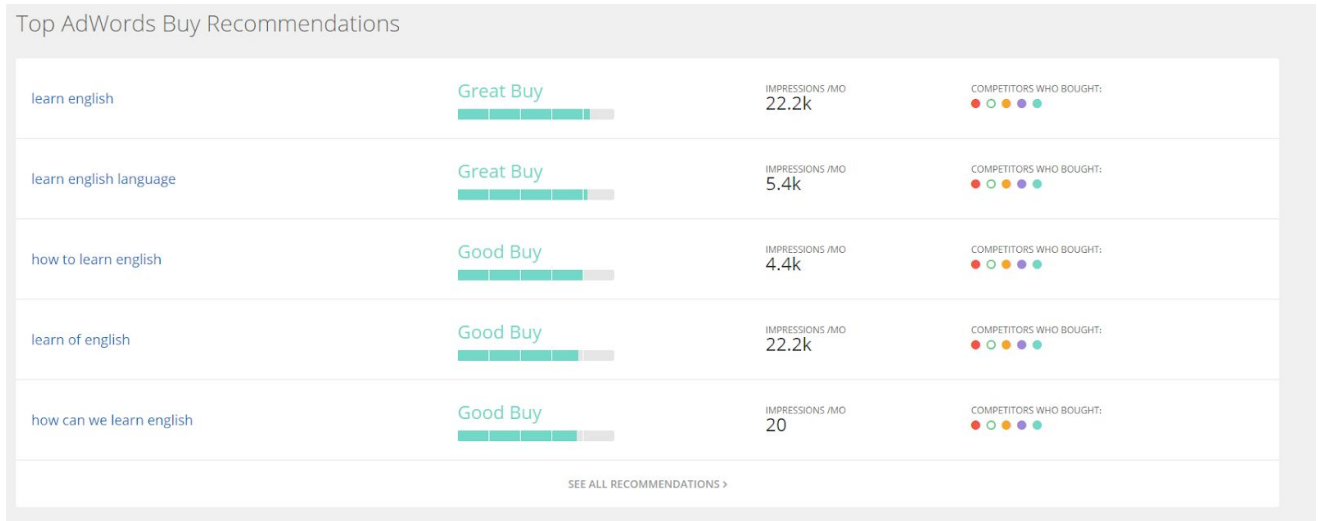 Top AdWords Buy Recommendations
learn english
Great Buy
IMPRESSIONS /MO
22.2k
COMPETITORS WHO BOUGHT:
learn english language
Great Buy
IMPRESSIONS /MO
5.4k
COMPETITORS WHO BOUGHT:
how to learn english
Good Buy
IMPRESSIONS /MO
4.4k
COMPETITORS WHO BOUGHT:
learn of english
Good Buy
IMPRESSIONS /MO
22.2k
COMPETITORS WHO BOUGHT:
how can we learn english
Good Buy
IMPRESSIONS /MO
20
COMPETITORS WHO BOUGHT:
SEE ALL RECOMMENDATIONS >